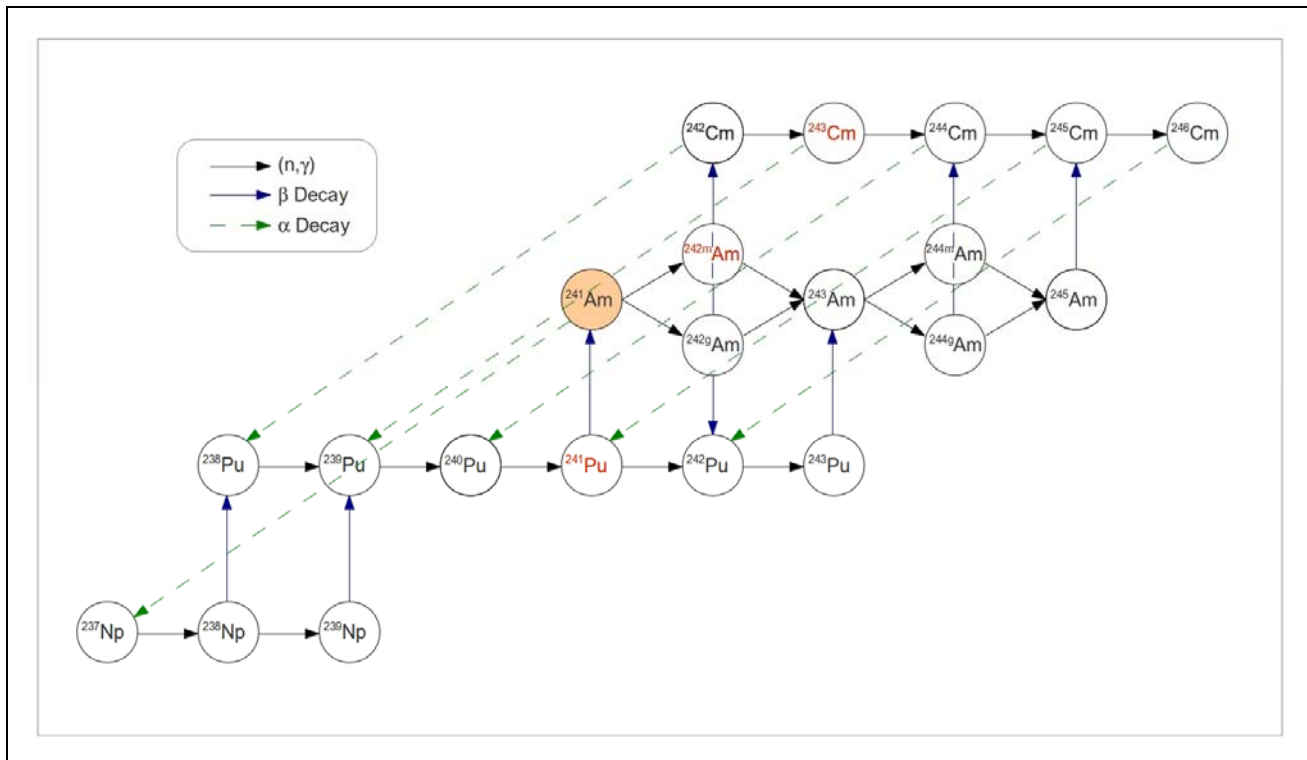 (n,γ)
β Decay
α Decay
²⁴²Cm
²⁴³Cm
²⁴⁴Cm
²⁴⁵Cm
²⁴⁶Cm
²⁴²ᵐAm
²⁴⁴ᵐAm
²⁴¹Am
²⁴³Am
²⁴⁵Am
²⁴²ᵍAm
²⁴⁴ᵍAm
²³⁸Pu
²³⁹Pu
²⁴⁰Pu
²⁴¹Pu
²⁴²Pu
²⁴³Pu
²³⁷Np
²³⁸Np
²³⁹Np